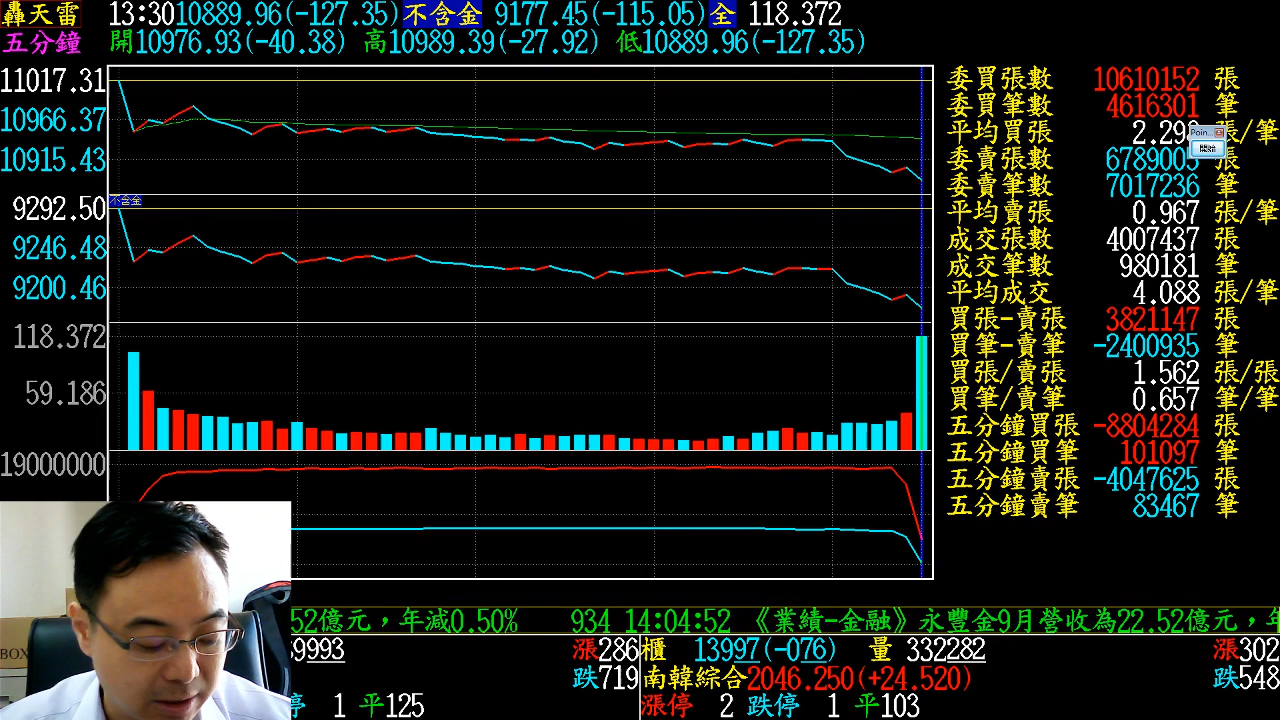 轟天雷 13:30 10889.96(-127.35) 不含金 9177.45(-115.05) 全 118.372
五分鐘 開10976.93(-40.38) 高10989.39(-27.92) 低10889.96(-127.35)
11017.31
10966.37
10915.43
不含金
9292.50
9246.48
9200.46
118.372
59.186
19000000
委買張數 10610152 張
委買筆數 4616301 筆
平均買張 2.298 張/筆
Poin...
委賣張數 6789005 張
委賣筆數 7017236 筆
平均賣張 0.967 張/筆
成交張數 4007437 張
成交筆數 980181 筆
平均成交 4.088 張/筆
買張-賣張 3821147 張
買筆-賣筆 -2400935 筆
買張/賣張 1.562 張/張
買筆/賣筆 0.657 筆/筆
五分鐘買張 -8804284 張
五分鐘買筆 101097 筆
五分鐘賣張 -4047625 張
五分鐘賣筆 83467 筆
BOX
52億元，年減0.50% 934 14:04:52 《業績-金融》永豐金9月營收為22.52億元，年
9993 漲286 櫃 13997(-076) 量 332282 漲302
跌719 南韓綜合2046.250(+24.520) 跌548
停 1 平125 漲停 2 跌停 1 平103